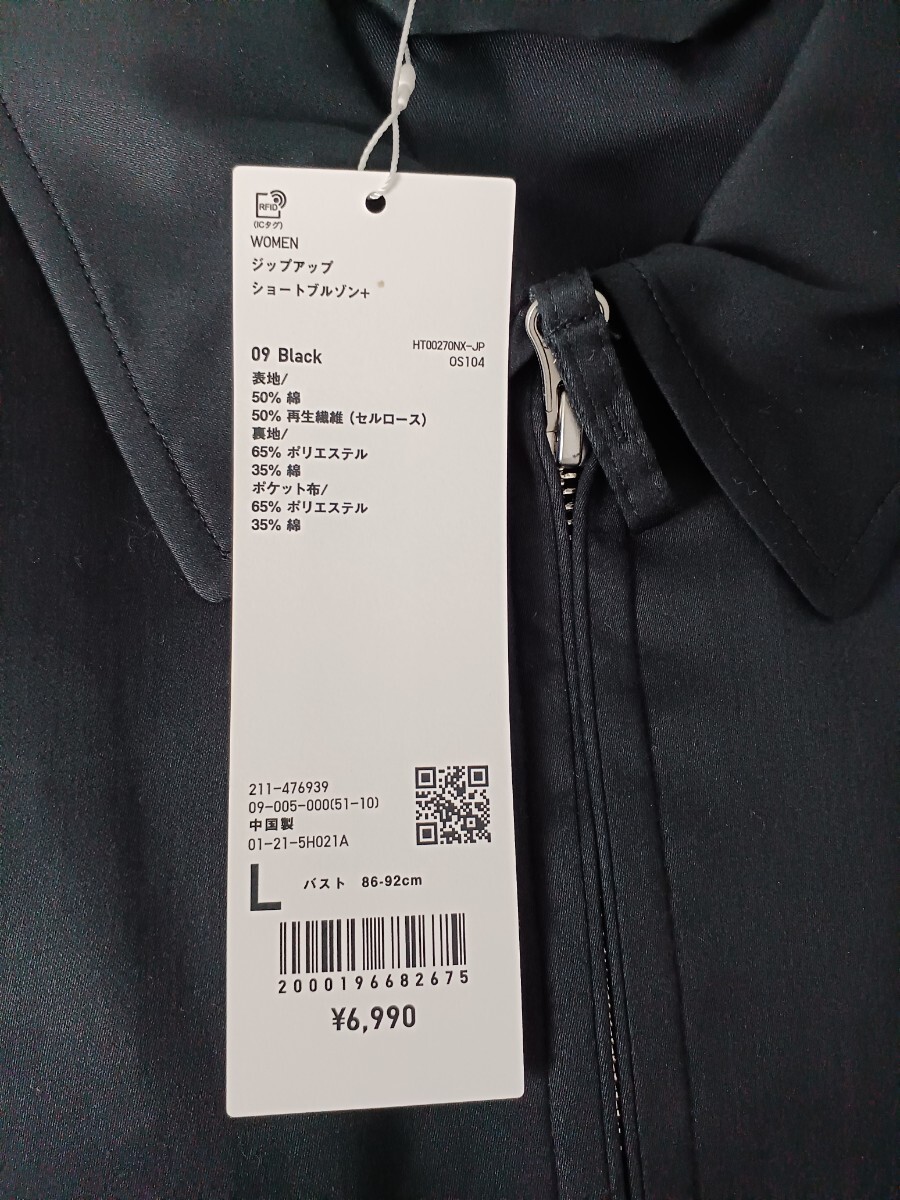 RFID
(ICタグ)
WOMEN
ジップアップ
ショートブルゾン+
09 Black
HT00270NX-JP
OS104
表地/
50% 綿
50% 再生繊維 (セルロース)
裏地/
65% ポリエステル
35% 綿
ポケット布/
65% ポリエステル
35% 綿
211-476939
09-005-000(51-10)
中国製
01-21-5H021A
L バスト 86-92cm
2000196682675
¥6,990